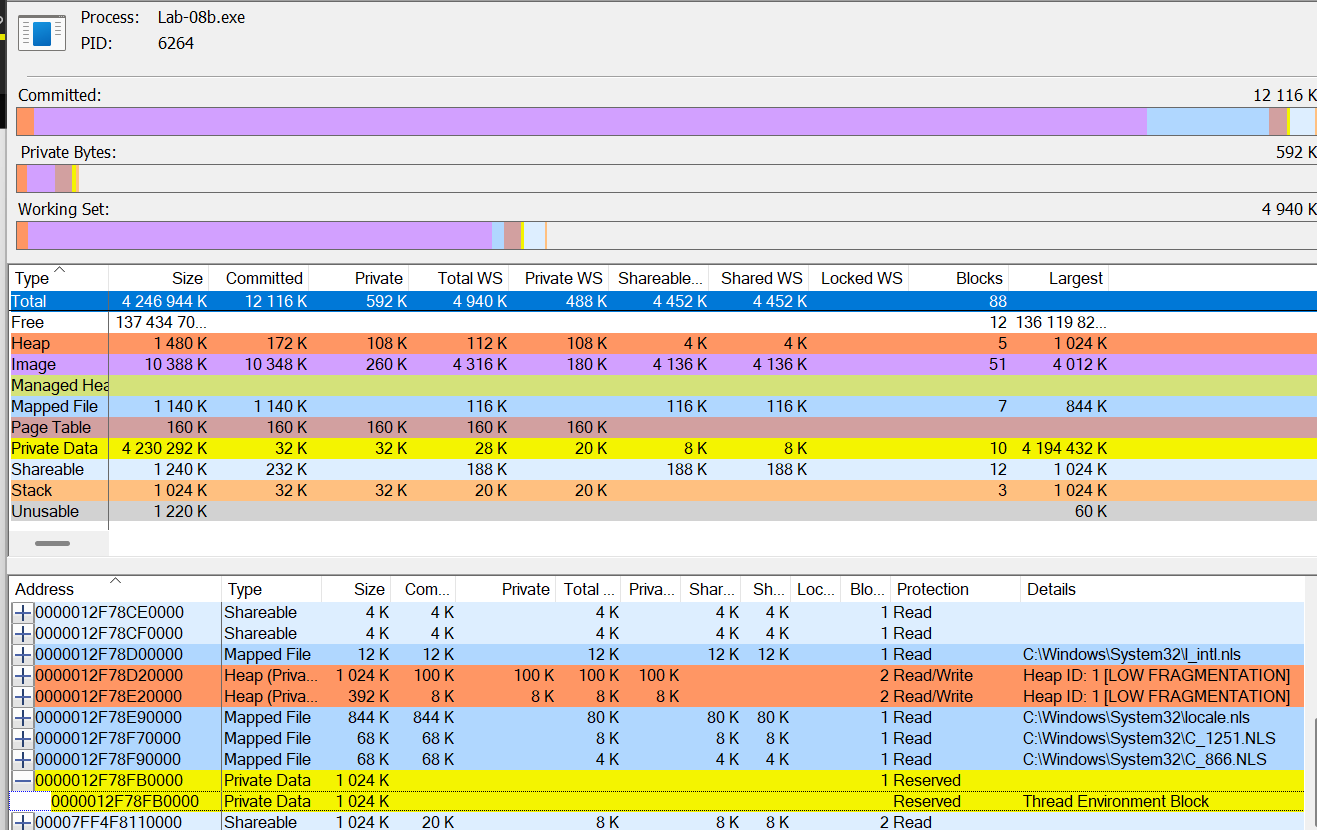 Process: Lab-08b.exe
PID: 6264
Committed: 12 116 K
Private Bytes: 592 K
Working Set: 4 940 K
Type Size Committed Private Total WS Private WS Shareable... Shared WS Locked WS Blocks Largest
Total 4 246 944 K 12 116 K 592 K 4 940 K 488 K 4 452 K 4 452 K 88
Free 137 434 70... 12 136 119 82...
Heap 1 480 K 172 K 108 K 112 K 108 K 4 K 4 K 5 1 024 K
Image 10 388 K 10 348 K 260 K 4 316 K 180 K 4 136 K 4 136 K 51 4 012 K
Managed Hea
Mapped File 1 140 K 1 140 K 116 K 116 K 116 K 7 844 K
Page Table 160 K 160 K 160 K 160 K 160 K
Private Data 4 230 292 K 32 K 32 K 28 K 20 K 8 K 8 K 10 4 194 432 K
Shareable 1 240 K 232 K 188 K 188 K 188 K 12 1 024 K
Stack 1 024 K 32 K 32 K 20 K 20 K 3 1 024 K
Unusable 1 220 K 60 K
Address Type Size Com... Private Total ... Priva... Shar... Sh... Loc... Blo... Protection Details
0000012F78CE0000 Shareable 4 K 4 K 4 K 4 K 4 K 1 Read
0000012F78CF0000 Shareable 4 K 4 K 4 K 4 K 4 K 1 Read
0000012F78D00000 Mapped File 12 K 12 K 12 K 12 K 12 K 1 Read C:\Windows\System32\l_intl.nls
0000012F78D20000 Heap (Priva... 1 024 K 100 K 100 K 100 K 100 K 2 Read/Write Heap ID: 1 [LOW FRAGMENTATION]
0000012F78E20000 Heap (Priva... 392 K 8 K 8 K 8 K 8 K 2 Read/Write Heap ID: 1 [LOW FRAGMENTATION]
0000012F78E90000 Mapped File 844 K 844 K 80 K 80 K 80 K 1 Read C:\Windows\System32\locale.nls
0000012F78F70000 Mapped File 68 K 68 K 8 K 8 K 8 K 1 Read C:\Windows\System32\C_1251.NLS
0000012F78F90000 Mapped File 68 K 68 K 4 K 4 K 4 K 1 Read C:\Windows\System32\C_866.NLS
0000012F78FB0000 Private Data 1 024 K 1 Reserved
0000012F78FB0000 Private Data 1 024 K Reserved Thread Environment Block
00007FF4F8110000 Shareable 1 024 K 20 K 8 K 8 K 8 K 2 Read